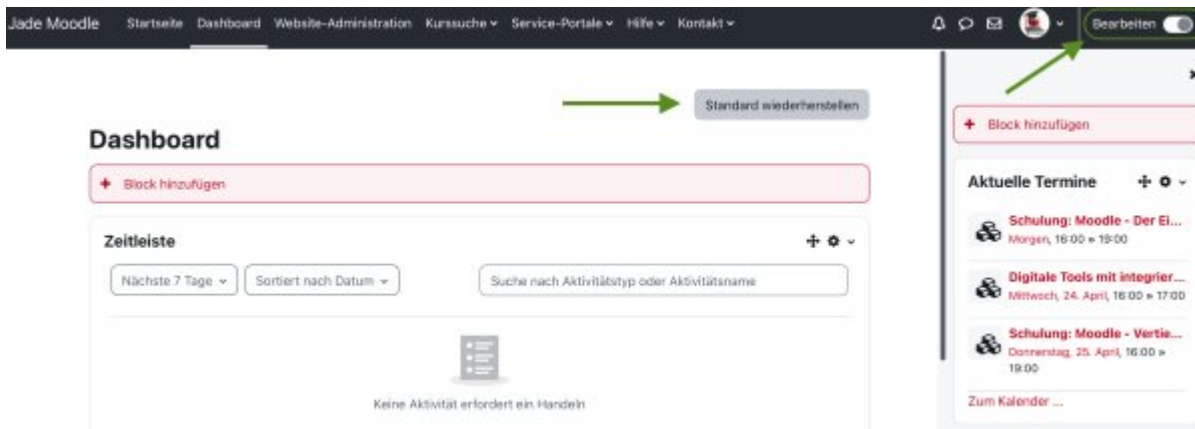 Jade Moodle Startseite Dashboard Website-Administration Kurssuche Service-Portale Hilfe Kontakt Bearbeiten
Standard wiederherstellen
Dashboard
Block hinzufügen
Zeitleiste
Nächste 7 Tage Sortiert nach Datum Suche nach Aktivitätstyp oder Aktivitätsname
Keine Aktivität erfordert ein Handeln
Block hinzufügen
Aktuelle Termine
Schulung: Moodle - Der Ei...
Morgen, 16:00 » 19:00
Digitale Tools mit integrier...
Mittwoch, 24. April, 16:00 » 17:00
Schulung: Moodle - Vertie...
Donnerstag, 25. April, 16:00 »
19:00
Zum Kalender ...